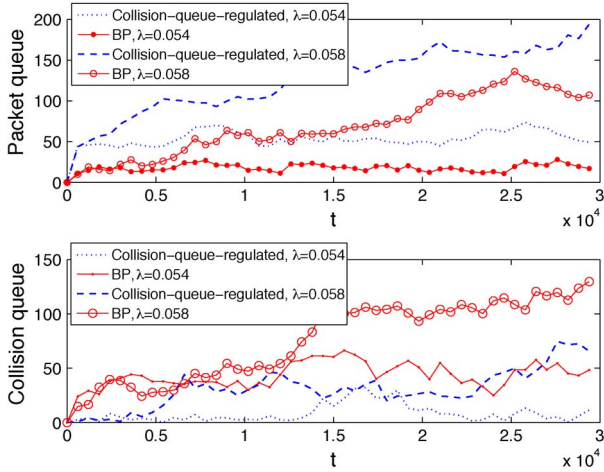 Collision-queue-regulated, λ=0.054
BP, λ=0.054
Collision-queue-regulated, λ=0.058
BP, λ=0.058
Packet queue
200
150
100
50
0
0 0.5 1 1.5 2 2.5 3
t
x 10^4
Collision-queue-regulated, λ=0.054
BP, λ=0.054
Collision-queue-regulated, λ=0.058
BP, λ=0.058
Collision queue
150
100
50
0
0 0.5 1 1.5 2 2.5 3
t
x 10^4